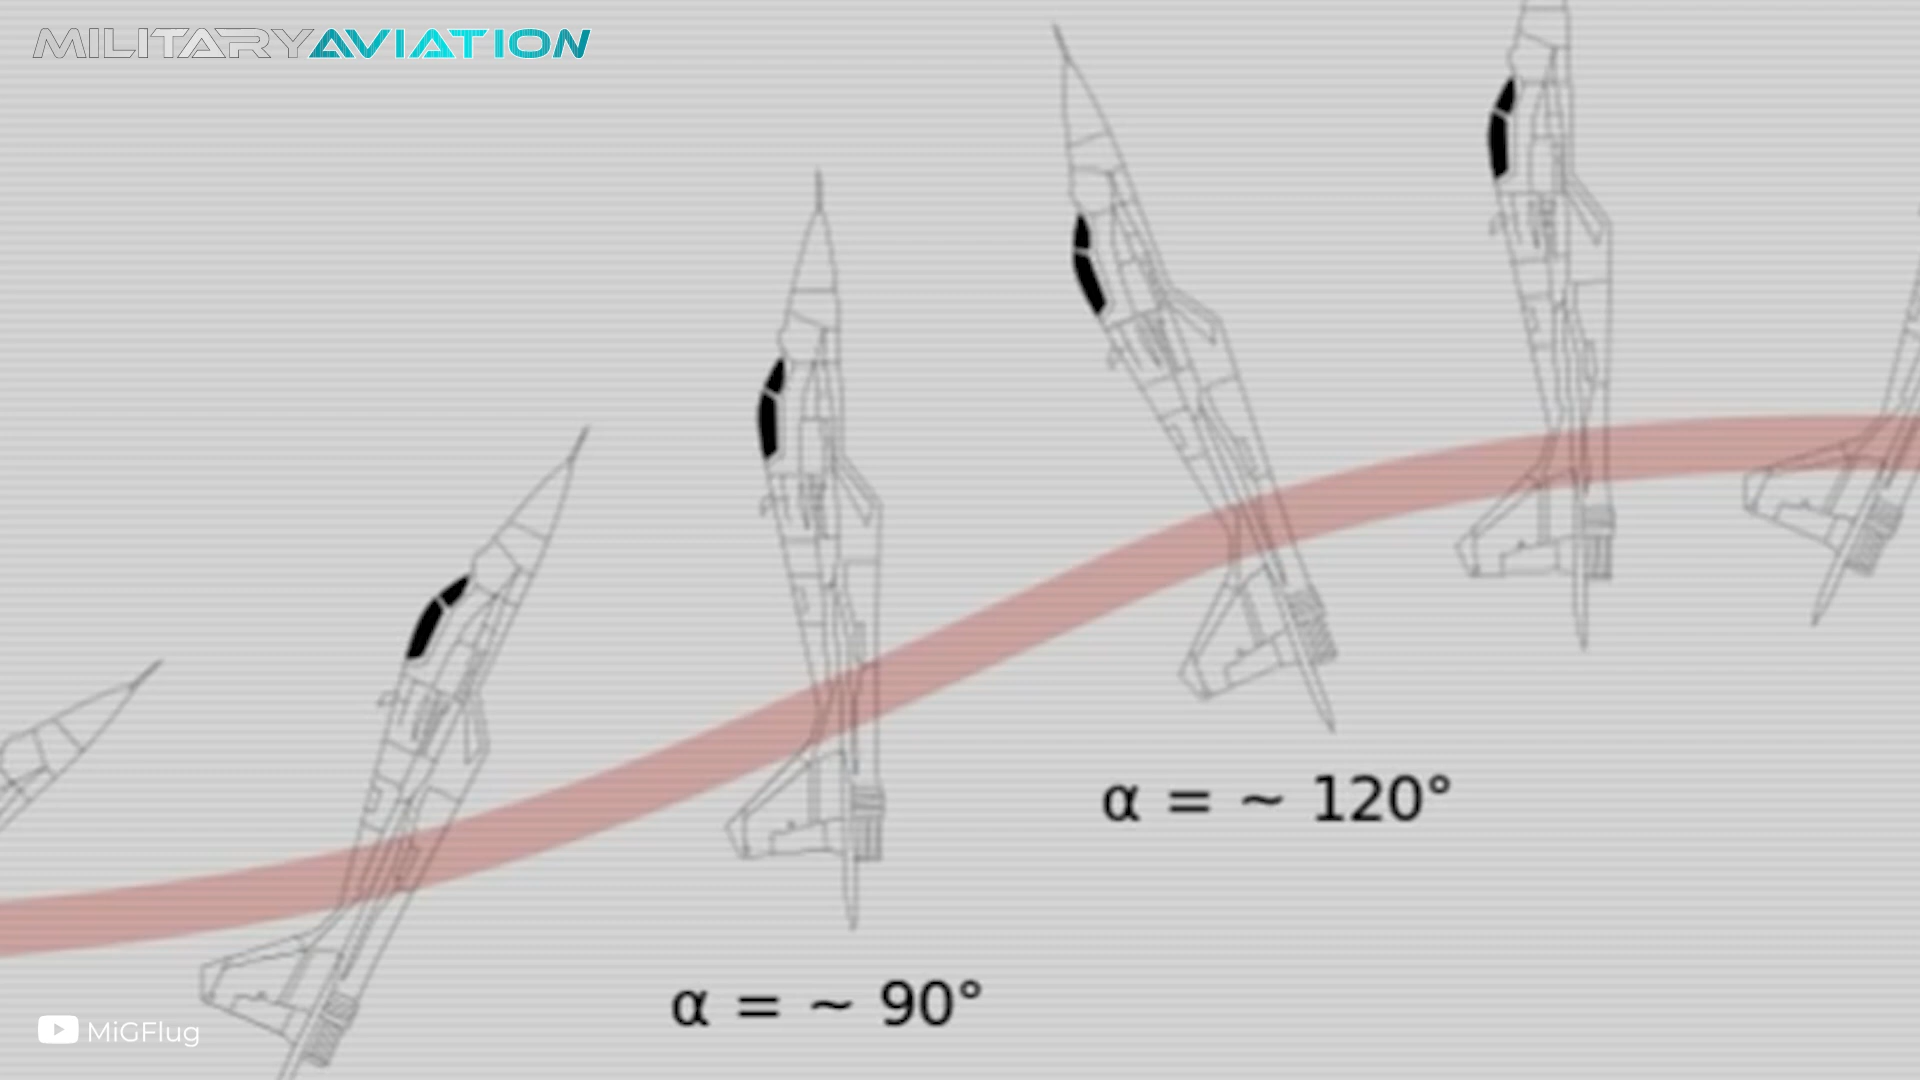 MILITARYAVIATION
α = ~ 120°
α = ~ 90°
MiGFlug